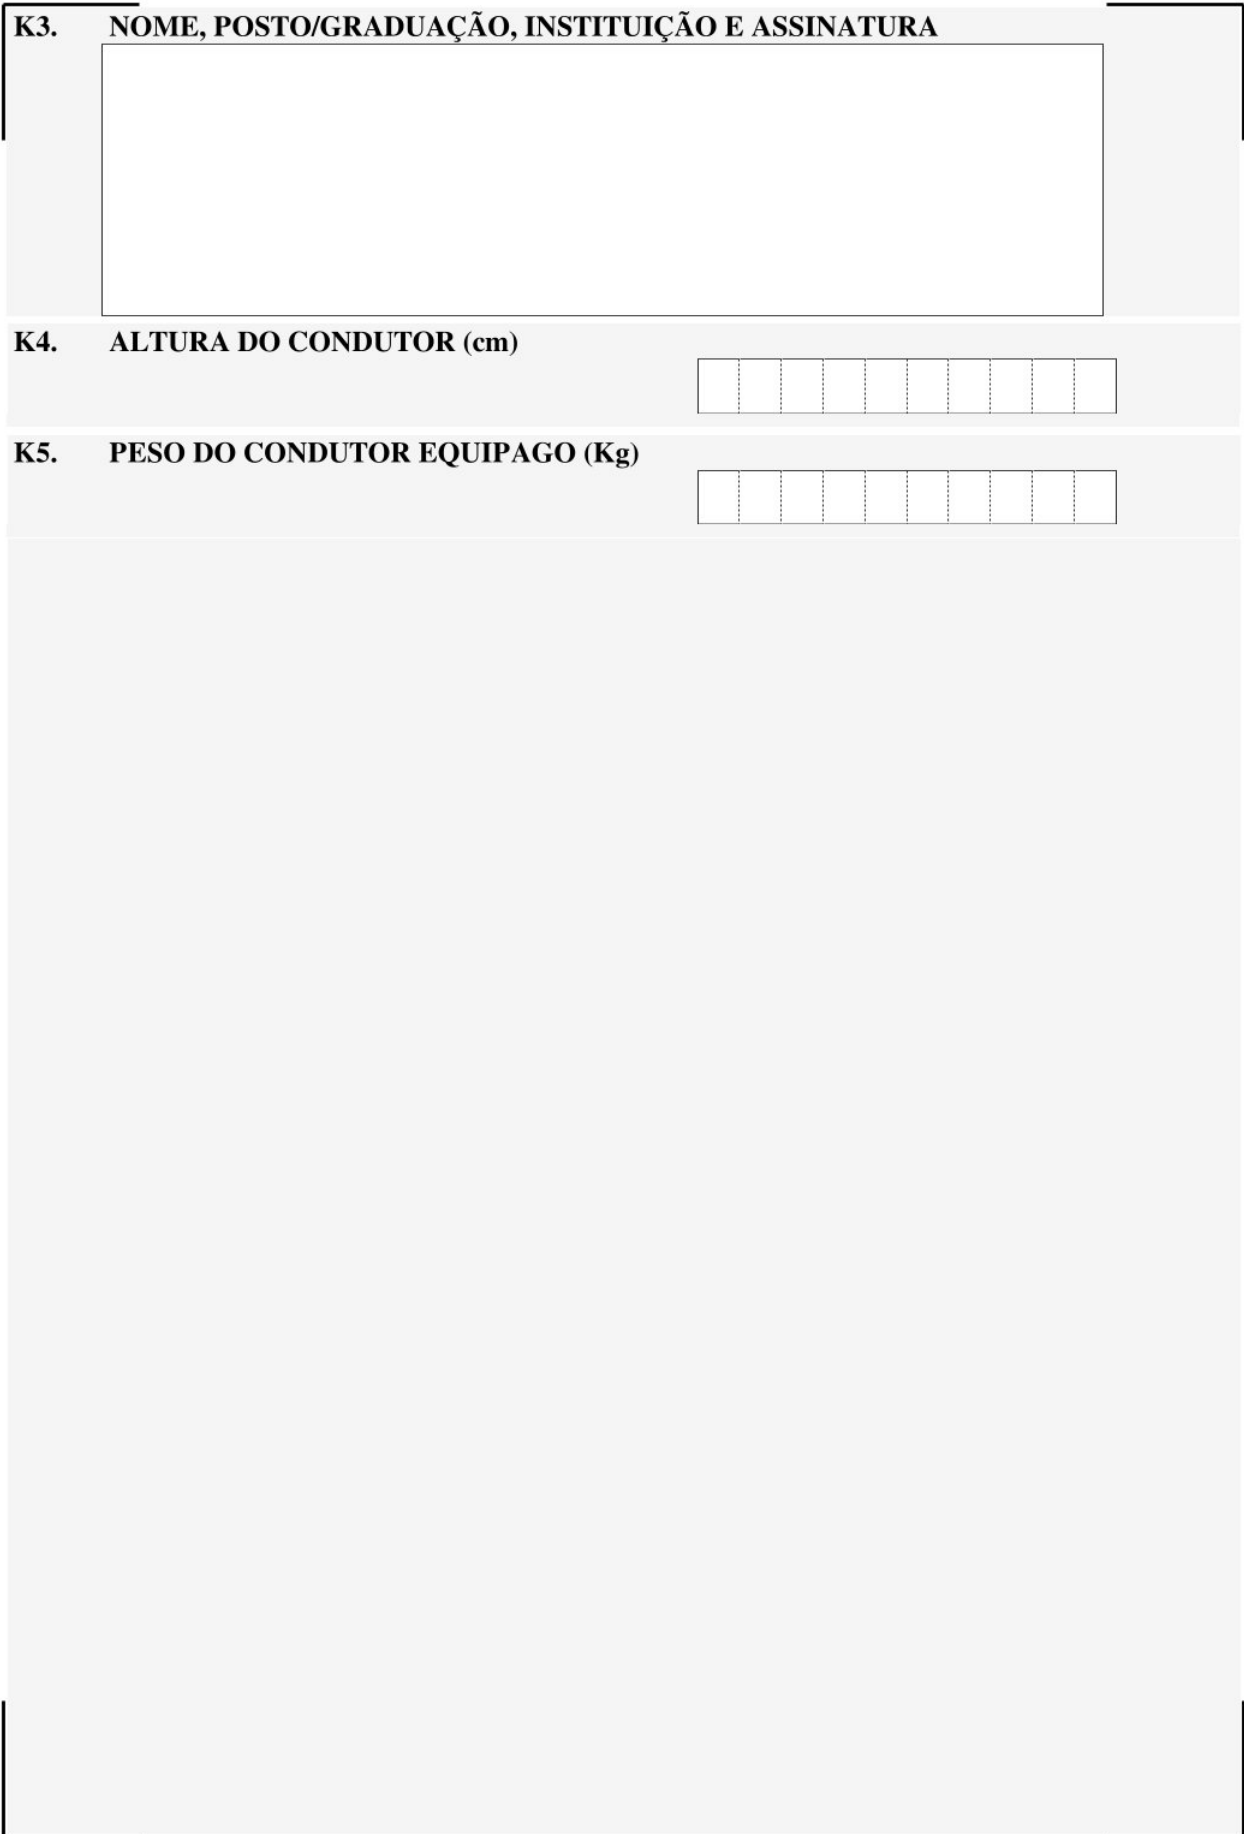 K3. NOME, POSTO/GRADUAÇÃO, INSTITUIÇÃO E ASSINATURA
K4. ALTURA DO CONDUTOR (cm)
K5. PESO DO CONDUTOR EQUIPAGO (Kg)